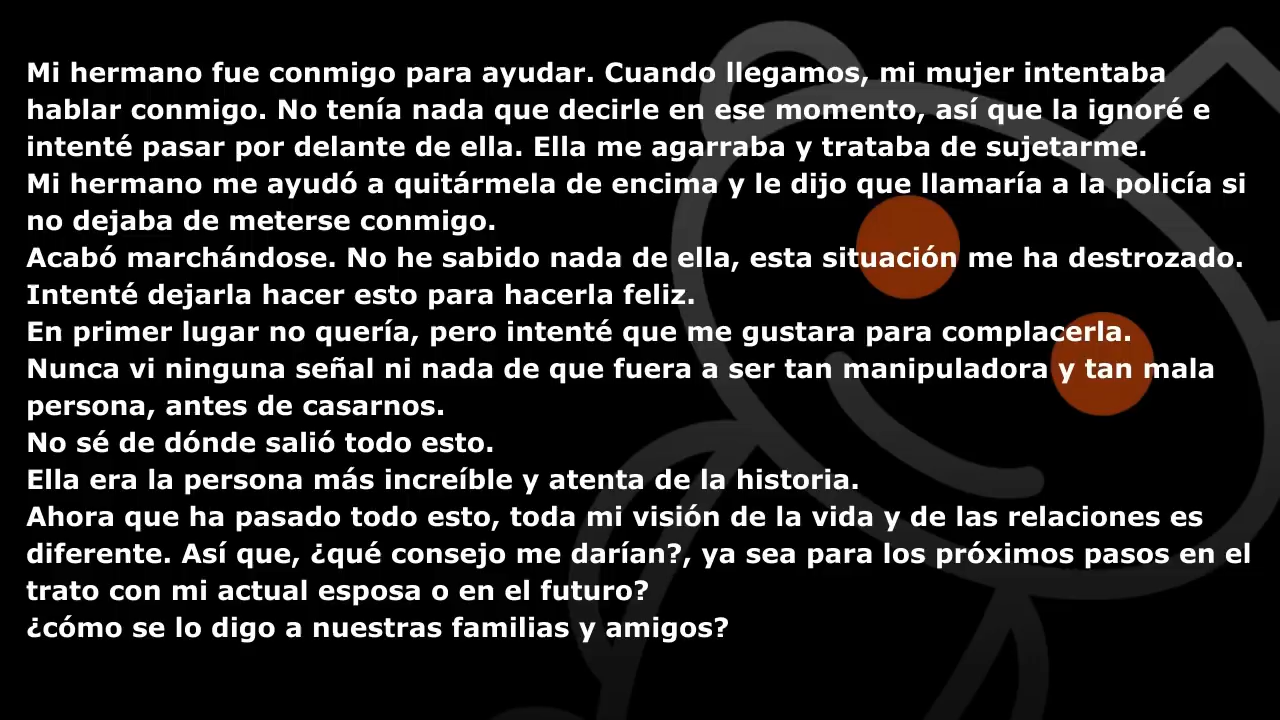 Mi hermano fue conmigo para ayudar. Cuando llegamos, mi mujer intentaba
hablar conmigo. No tenía nada que decirle en ese momento, así que la ignoré e
intenté pasar por delante de ella. Ella me agarraba y trataba de sujetarme.
Mi hermano me ayudó a quitármela de encima y le dijo que llamaría a la policía si
no dejaba de meterse conmigo.
Acabó marchándose. No he sabido nada de ella, esta situación me ha destrozado.
Intenté dejarla hacer esto para hacerla feliz.
En primer lugar no quería, pero intenté que me gustara para complacerla.
Nunca vi ninguna señal ni nada de que fuera a ser tan manipuladora y tan mala
persona, antes de casarnos.
No sé de dónde salió todo esto.
Ella era la persona más increíble y atenta de la historia.
Ahora que ha pasado todo esto, toda mi visión de la vida y de las relaciones es
diferente. Así que, ¿qué consejo me darían?, ya sea para los próximos pasos en el
trato con mi actual esposa o en el futuro?
¿cómo se lo digo a nuestras familias y amigos?